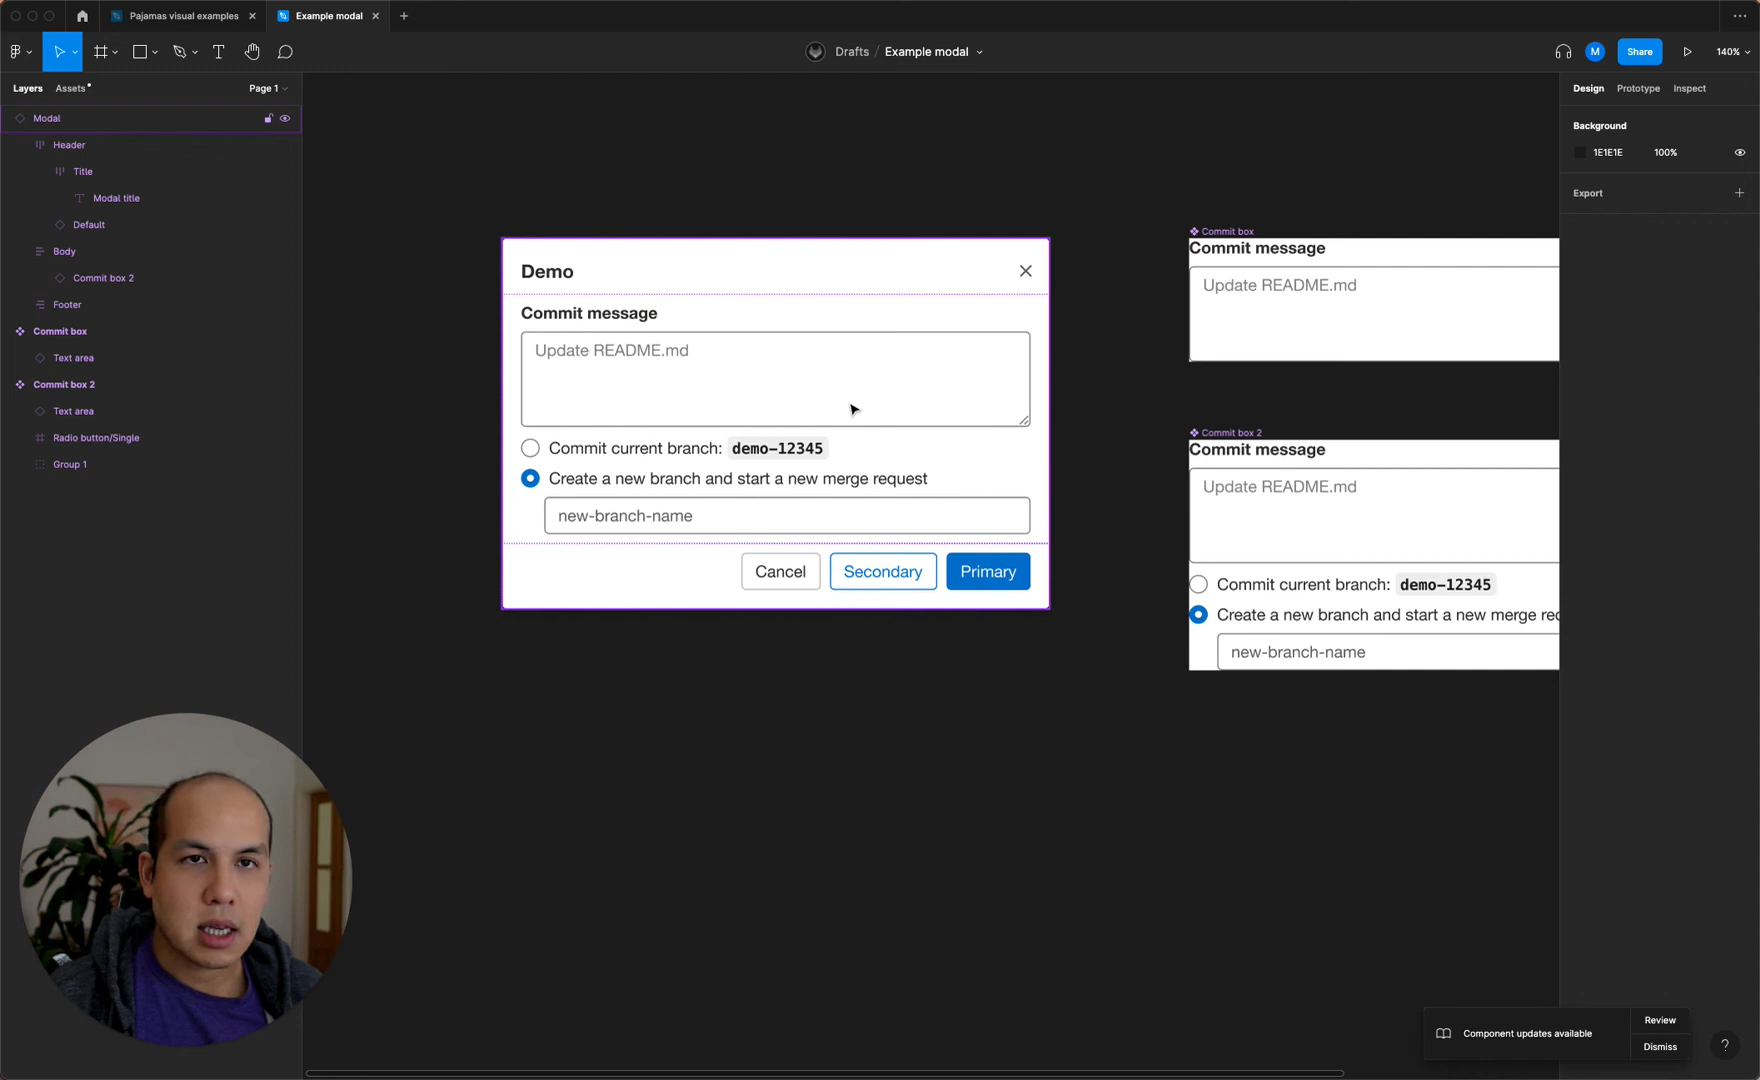 Pajamas visual examples
Example modal
Drafts / Example modal
M
Share
140%
Layers
Assets
Page 1
Modal
Header
Title
Modal title
Default
Body
Commit box 2
Footer
Commit box
Text area
Commit box 2
Text area
Radio button/Single
Group 1
Demo
Commit message
Update README.md
Commit current branch: demo-12345
Create a new branch and start a new merge request
new-branch-name
Cancel
Secondary
Primary
Commit box
Commit message
Update README.md
Commit box 2
Commit message
Update README.md
Commit current branch: demo-12345
Create a new branch and start a new merge rec
new-branch-name
Design
Prototype
Inspect
Background
1E1E1E
100%
Export
Component updates available
Review
Dismiss
?